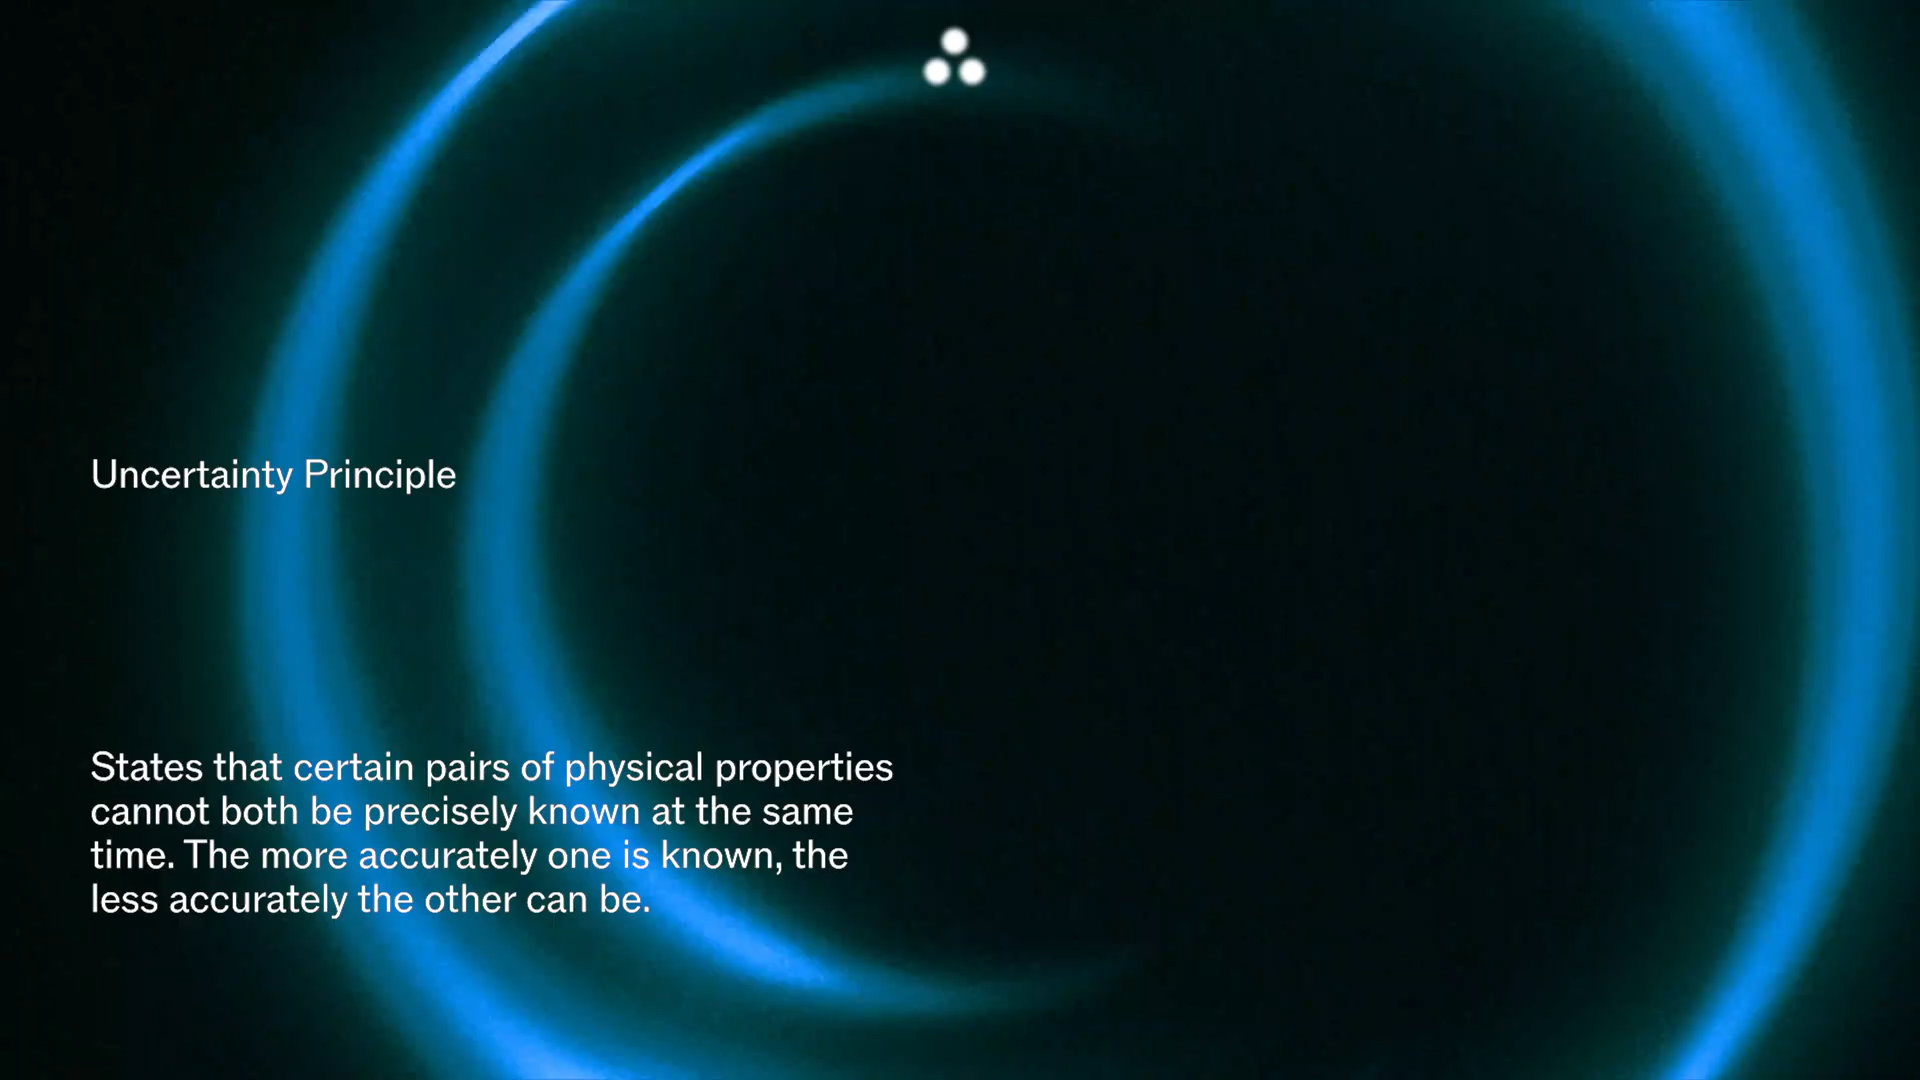 Uncertainty Principle
States that certain pairs of physical properties
cannot both be precisely known at the same
time. The more accurately one is known, the
less accurately the other can be.